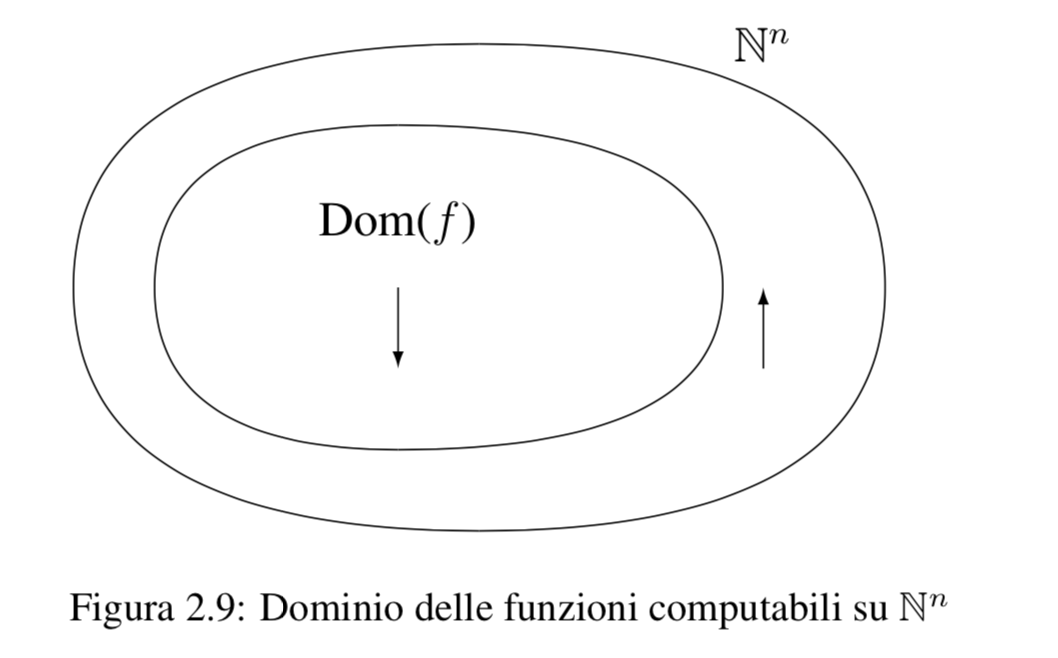 ℕⁿ
Dom(f)
Figura 2.9: Dominio delle funzioni computabili su ℕⁿ